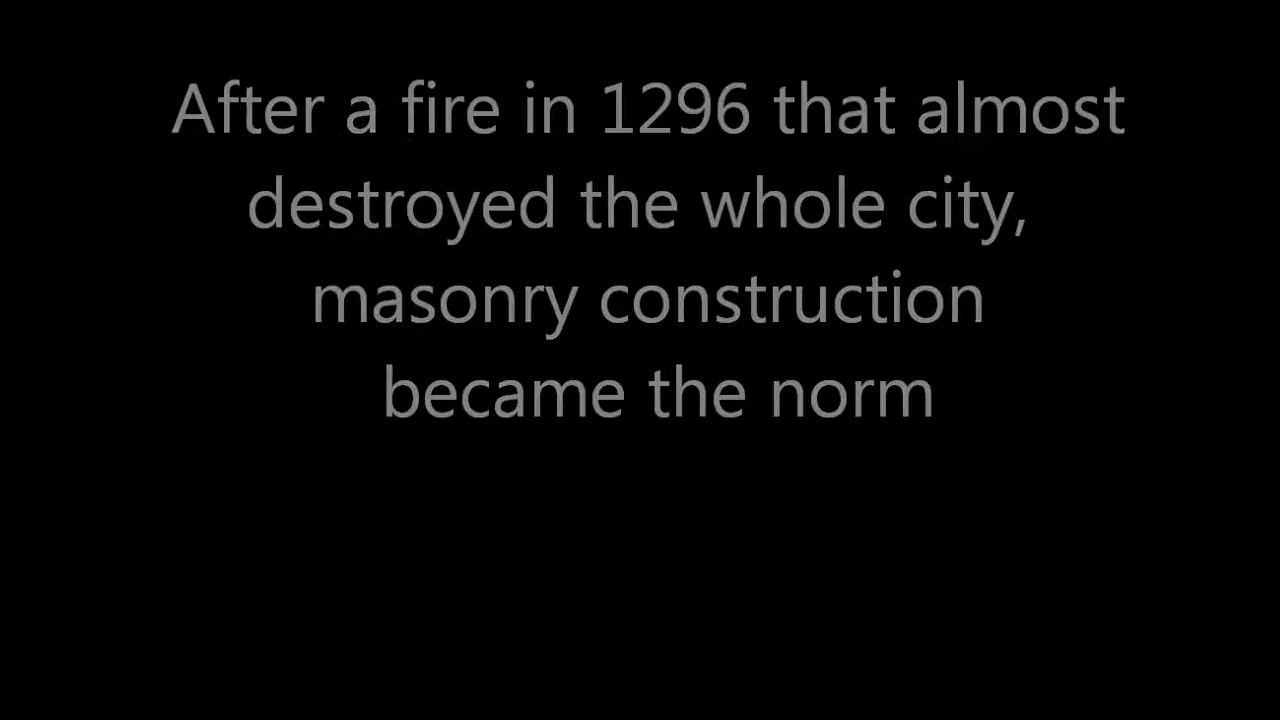 After a fire in 1296 that almost
destroyed the whole city,
masonry construction
became the norm